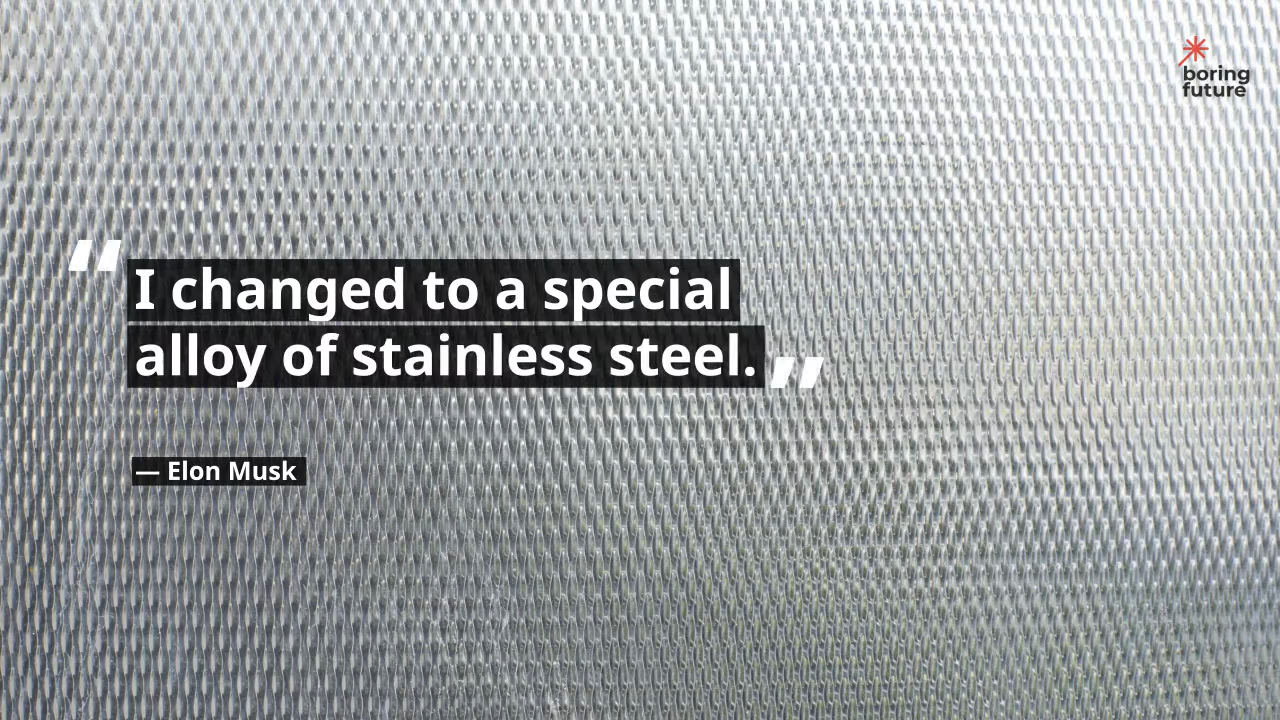 boring
future
“I changed to a special
alloy of stainless steel.”
— Elon Musk